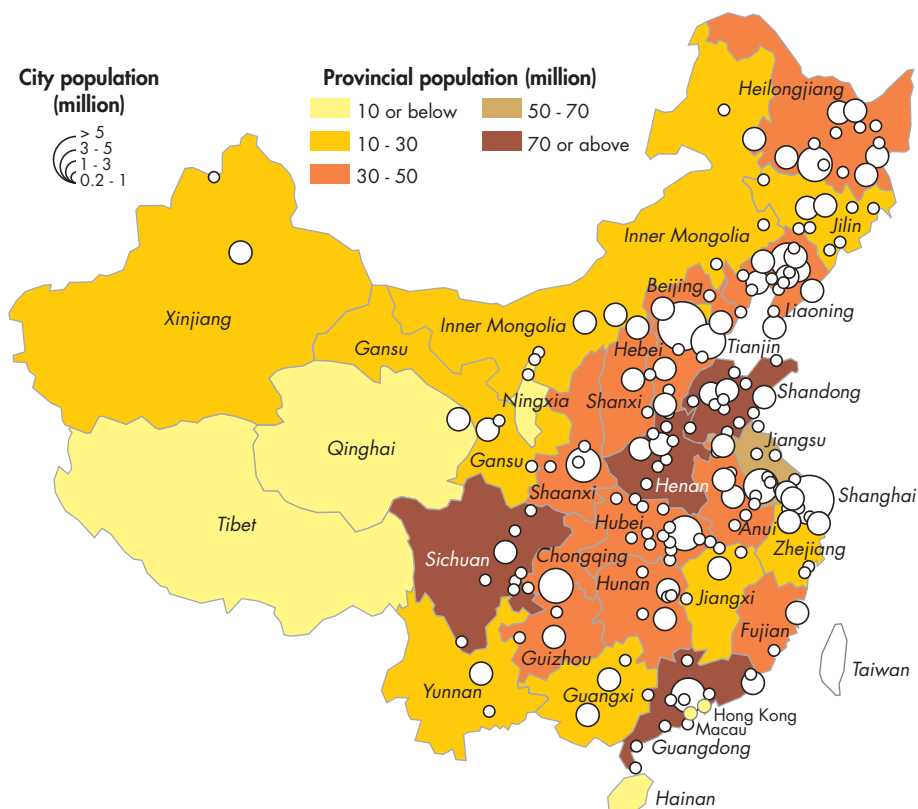 City population
(million)
> 5
3 - 5
1 - 3
0.2 - 1
Provincial population (million)
10 or below
10 - 30
30 - 50
50 - 70
70 or above
Heilongjiang
Jilin
Inner Mongolia
Liaoning
Beijing
Xinjiang
Inner Mongolia
Tianjin
Gansu
Hebei
Shandong
Ningxia
Shanxi
Jiangsu
Qinghai
Gansu
Shaanxi
Henan
Shanghai
Tibet
Hubei
Anui
Zhejiang
Sichuan
Chongqing
Hunan
Jiangxi
Fujian
Guizhou
Taiwan
Yunnan
Guangxi
Hong Kong
Macau
Guangdong
Hainan